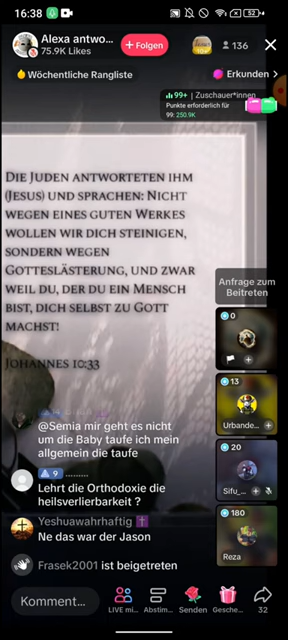 16:38
52
Alexa antwo...
75.9K Likes
+ Folgen
136
Wöchentliche Rangliste
Erkunden >
99+ | Zuschauer*innen
Punkte erforderlich für
99: 250.9K
Die Juden antworteten ihm
(Jesus) und sprachen: Nicht
wegen eines guten Werkes
wollen wir dich steinigen,
sondern wegen
Gotteslästerung, und zwar
weil du, der du ein Mensch
bist, dich selbst zu Gott
machst!
Johannes 10:33
Anfrage zum
Beitreten
0
13
Urbande...
20
Sifu_...
180
Reza
@Semia mir geht es nicht
um die Baby taufe ich mein
allgemein die taufe
9 .........
Lehrt die Orthodoxie die
heilsverlierbarkeit ?
Yeshuawahrhaftig
Ne das war der Jason
Frasek2001 ist beigetreten
Komment...
LIVE mi...
Abstim...
Senden
Gesche...
32